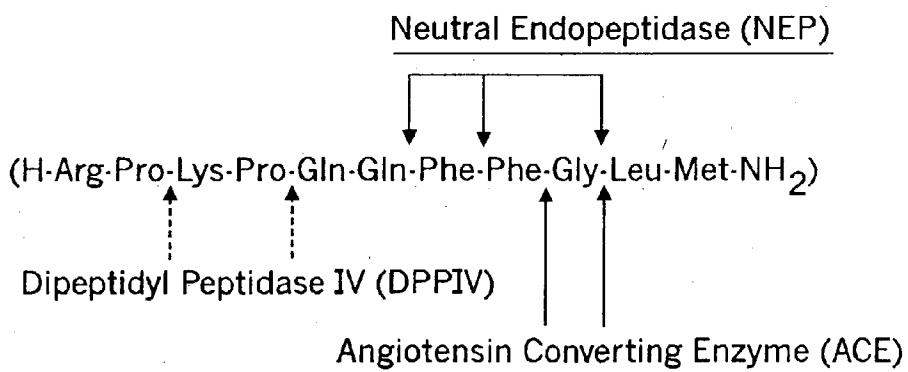 Neutral Endopeptidase (NEP)
(H-Arg-Pro-Lys-Pro-Gln-Gln-Phe-Phe-Gly-Leu-Met-NH2)
Dipeptidyl Peptidase IV (DPPIV)
Angiotensin Converting Enzyme (ACE)